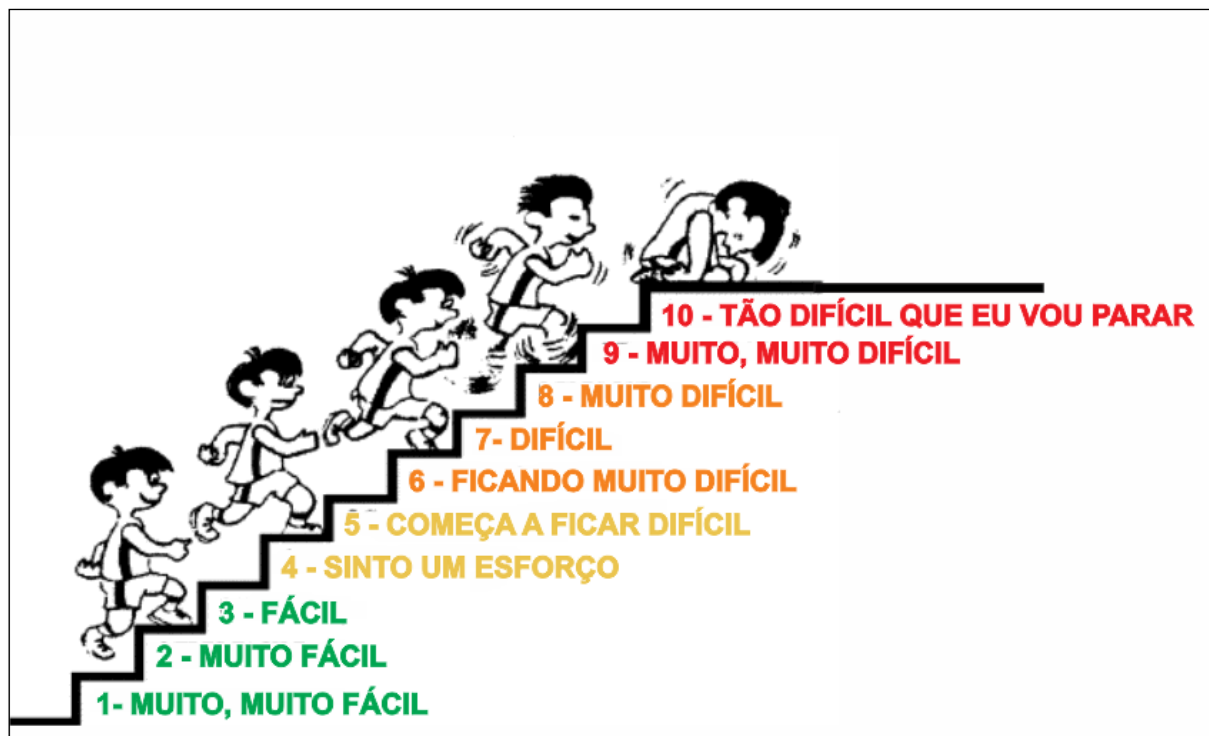 10 - TÃO DIFÍCIL QUE EU VOU PARAR
9 - MUITO, MUITO DIFÍCIL
8 - MUITO DIFÍCIL
7- DIFÍCIL
6 - FICANDO MUITO DIFÍCIL
5 - COMEÇA A FICAR DIFÍCIL
4 - SINTO UM ESFORÇO
3 - FÁCIL
2 - MUITO FÁCIL
1- MUITO, MUITO FÁCIL